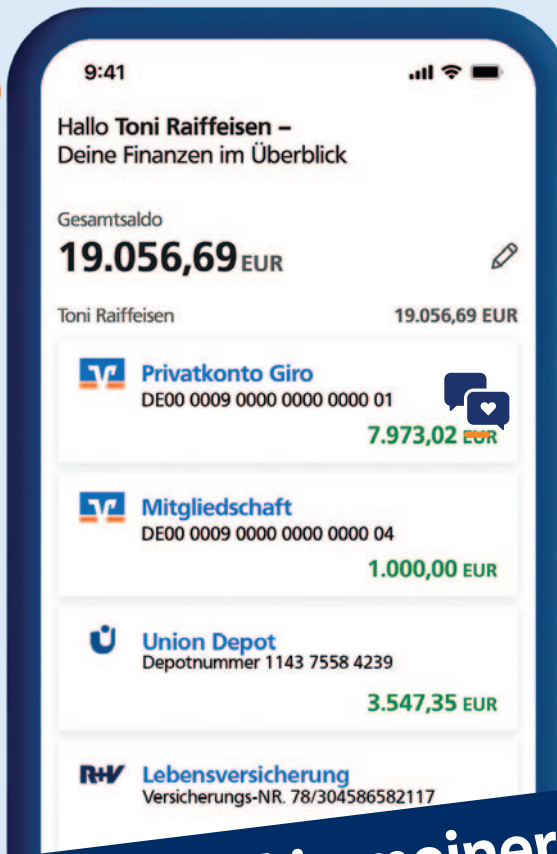 9:41
Hallo Toni Raiffeisen –
Deine Finanzen im Überblick
Gesamtsaldo
19.056,69 EUR
Toni Raiffeisen 19.056,69 EUR
Privatkonto Giro
DE00 0009 0000 0000 0000 01
7.973,02 EUR
Mitgliedschaft
DE00 0009 0000 0000 0000 04
1.000,00 EUR
Union Depot
Depotnummer 1143 7558 4239
3.547,35 EUR
R+V Lebensversicherung
Versicherungs-NR. 78/304586582117
meiner